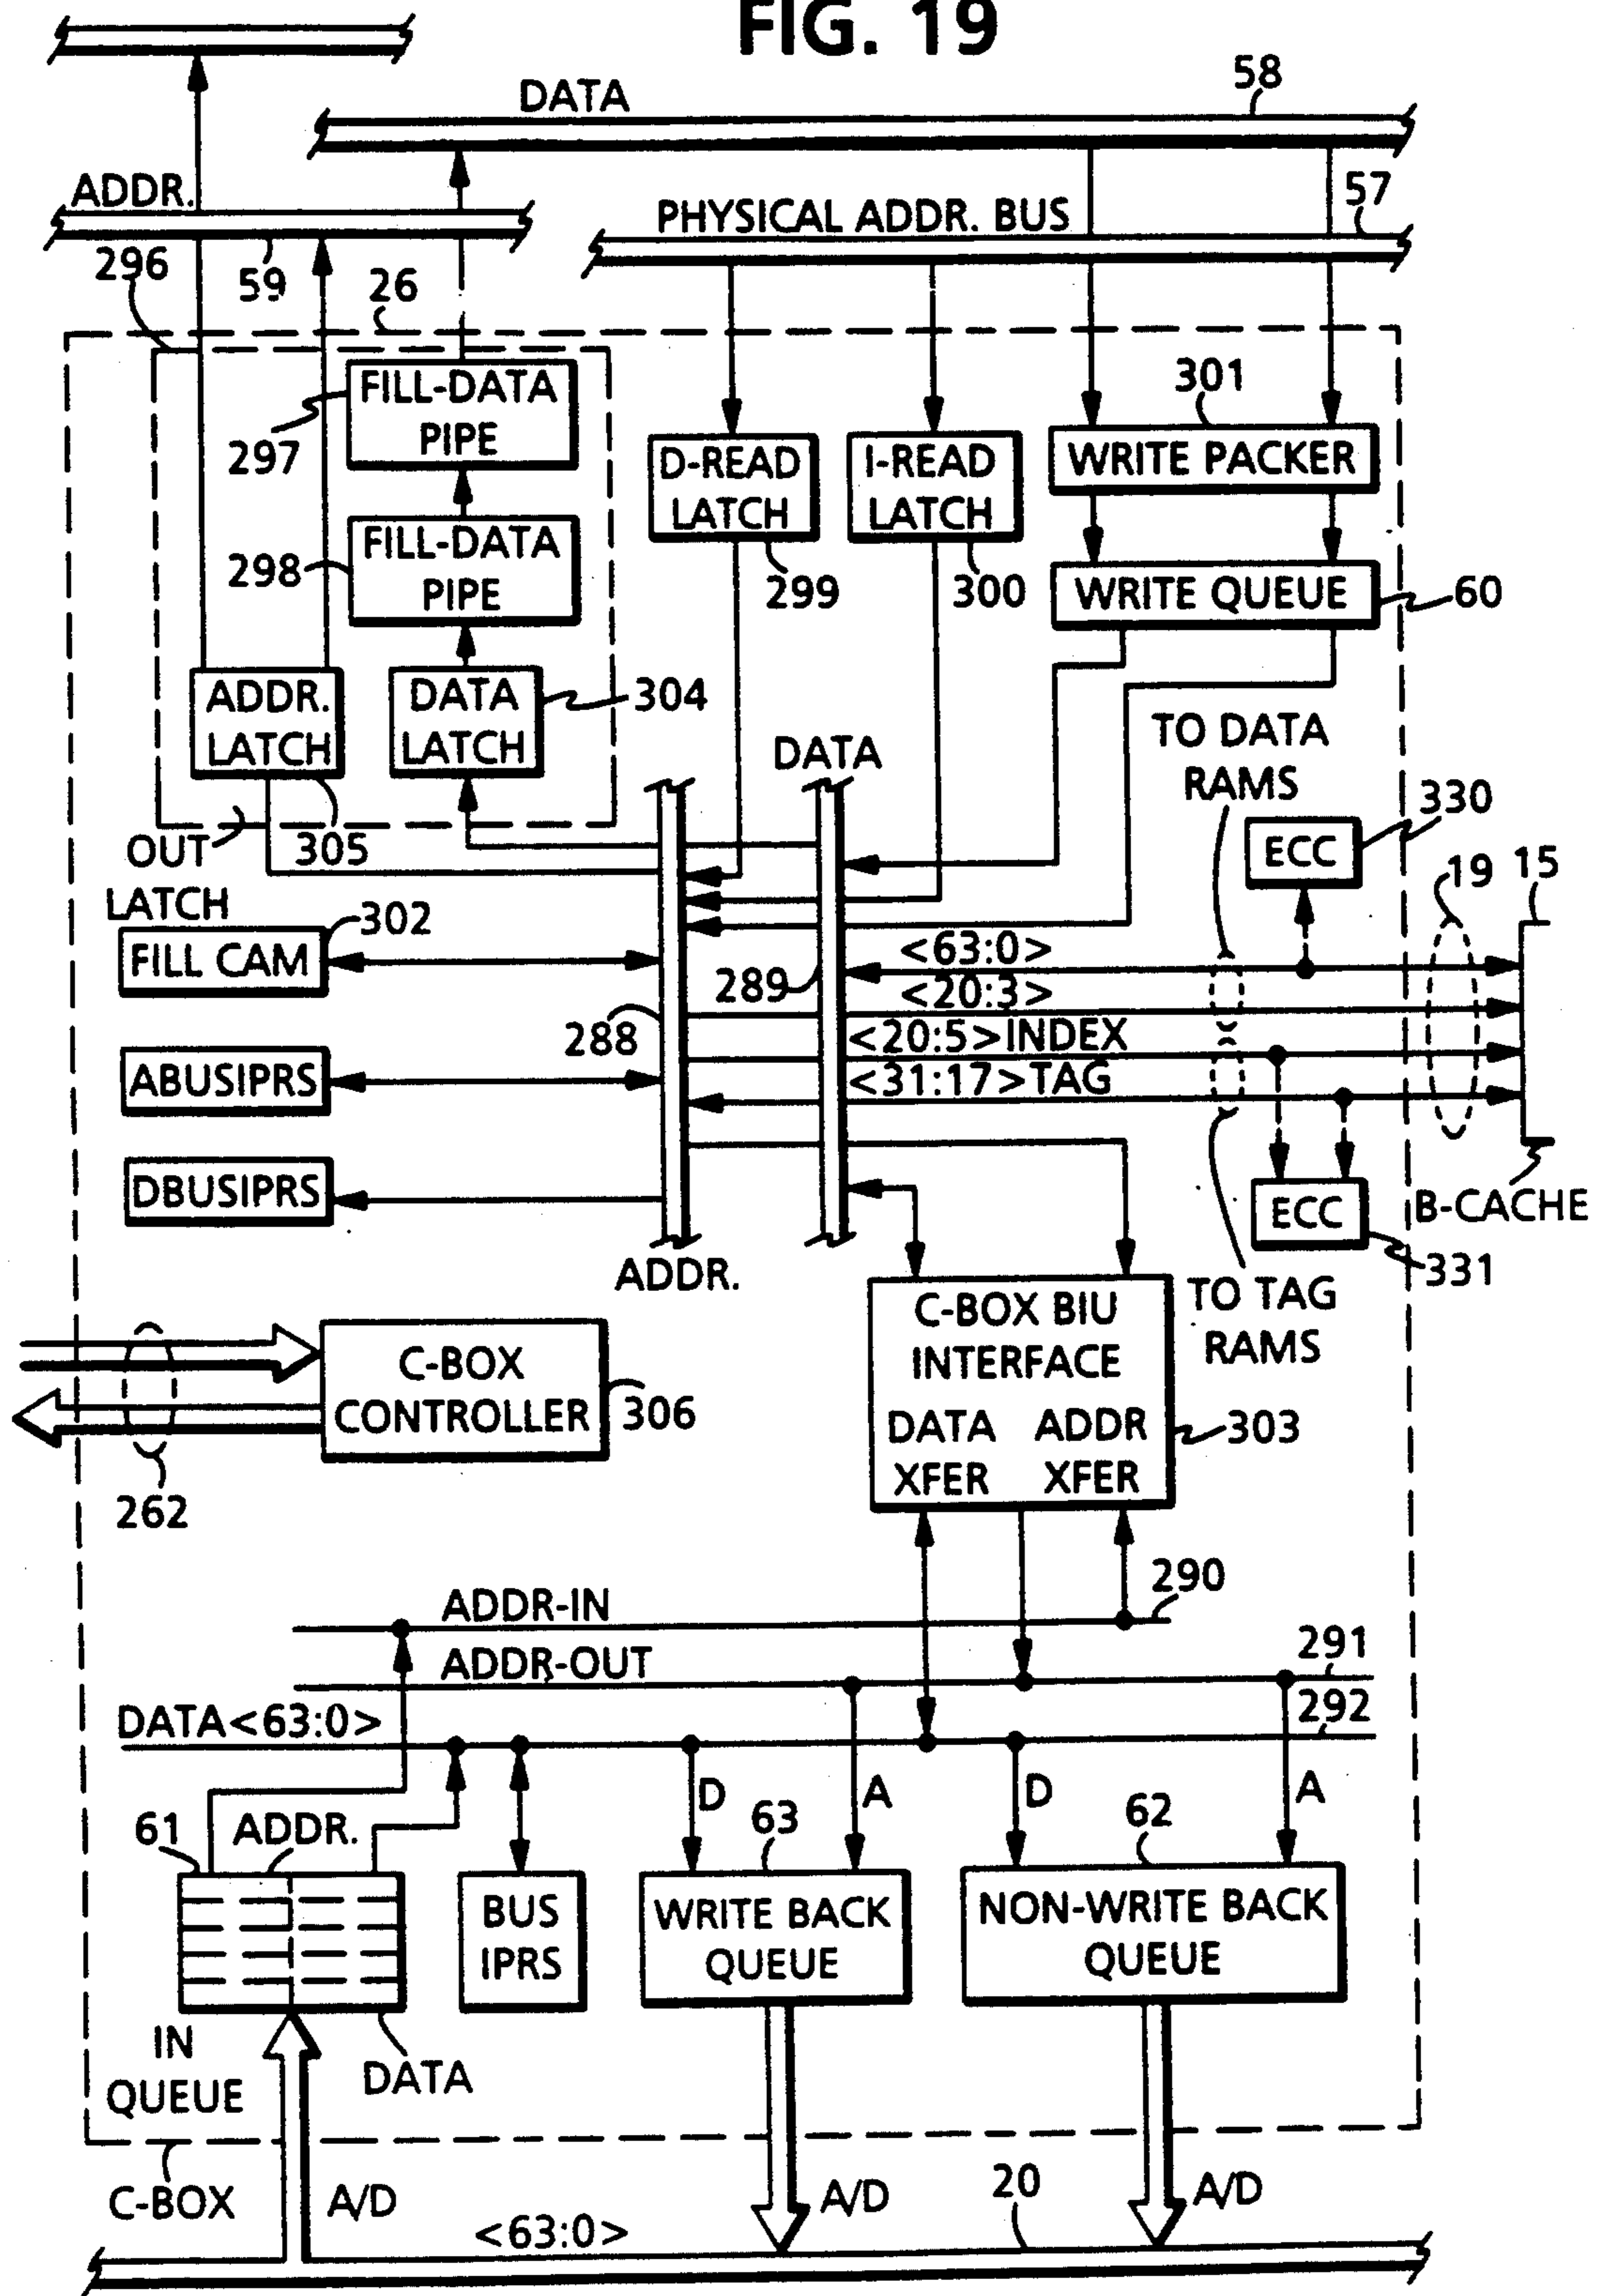 FIG. 19
58
DATA
ADDR.
57
PHYSICAL ADDR. BUS
296
59
26
FILL-DATA
PIPE
297
301
D-READ
LATCH
I-READ
LATCH
WRITE PACKER
FILL-DATA
PIPE
298
299
300
WRITE QUEUE
60
ADDR.
LATCH
DATA
LATCH
304
DATA
TO DATA
RAMS
330
OUT
LATCH
305
ECC
19
15
302
FILL CAM
<63:0>
289
<20:3>
288
<20:5>INDEX
ABUSIPRS
<31:17>TAG
DBUSIPRS
ECC
B-CACHE
ADDR.
331
C-BOX BIU
INTERFACE
DATA
XFER
ADDR
XFER
303
TO TAG
RAMS
C-BOX
CONTROLLER
306
262
290
ADDR-IN
ADDR-OUT
291
DATA<63:0>
292
D
A
D
A
61
ADDR.
63
62
BUS
IPRS
WRITE BACK
QUEUE
NON-WRITE BACK
QUEUE
IN
QUEUE
DATA
C-BOX
A/D
A/D
20
A/D
<63:0>